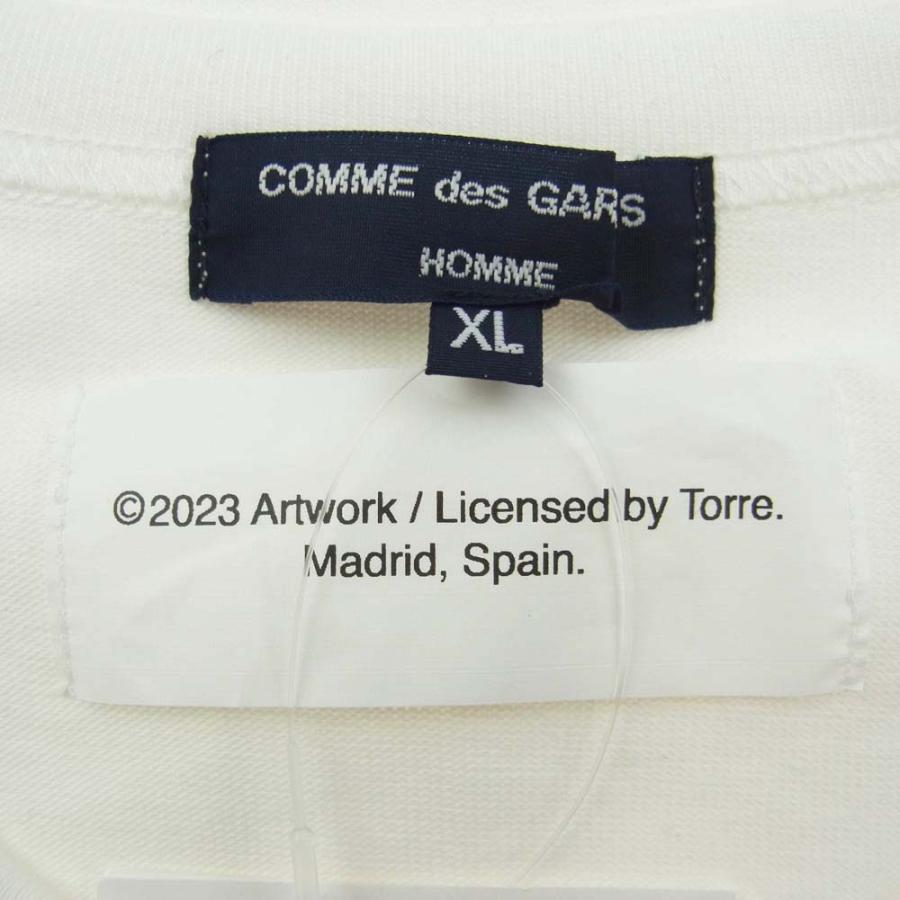 COMME des GARS
HOMME
XL
©2023 Artwork / Licensed by Torre.
Madrid, Spain.